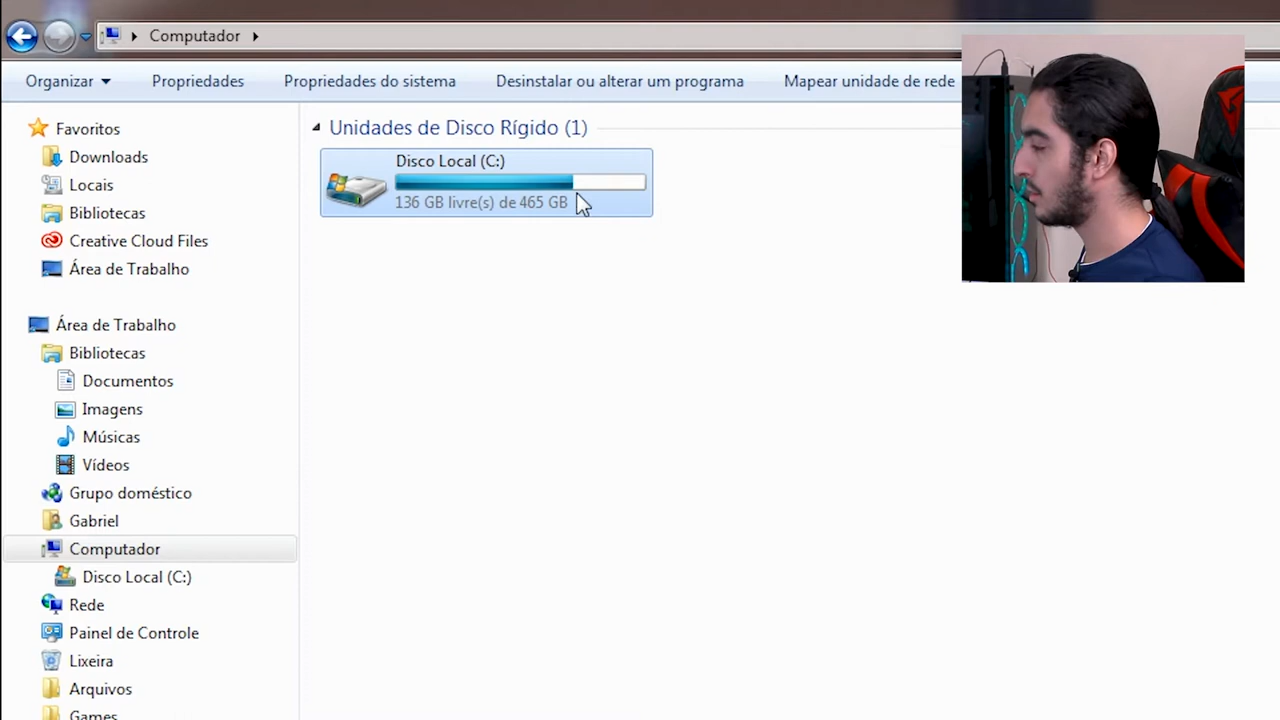 Computador
Organizar
Propriedades
Propriedades do sistema
Desinstalar ou alterar um programa
Mapear unidade de rede
Favoritos
Downloads
Locais
Bibliotecas
Creative Cloud Files
Área de Trabalho
Área de Trabalho
Bibliotecas
Documentos
Imagens
Músicas
Vídeos
Grupo doméstico
Gabriel
Computador
Disco Local (C:)
Rede
Painel de Controle
Lixeira
Arquivos
Games
Unidades de Disco Rígido (1)
Disco Local (C:)
136 GB livre(s) de 465 GB